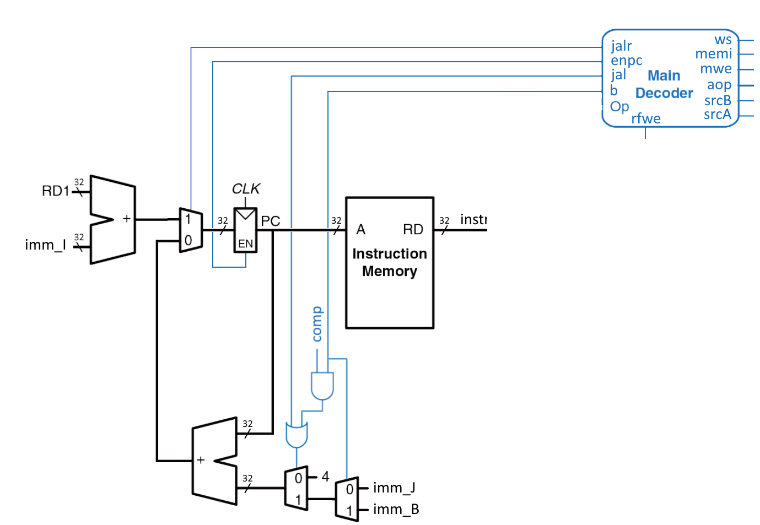 jalr
enpc
jal
b
Op
Main
Decoder
rfwe
ws
memi
mwe
aop
srcB
srcA
RD1
32
imm_I
32
+
1
0
32
CLK
PC
EN
32
A
RD
Instruction
Memory
32
instr
comp
32
+
32
0
4
1
0
imm_J
1
imm_B